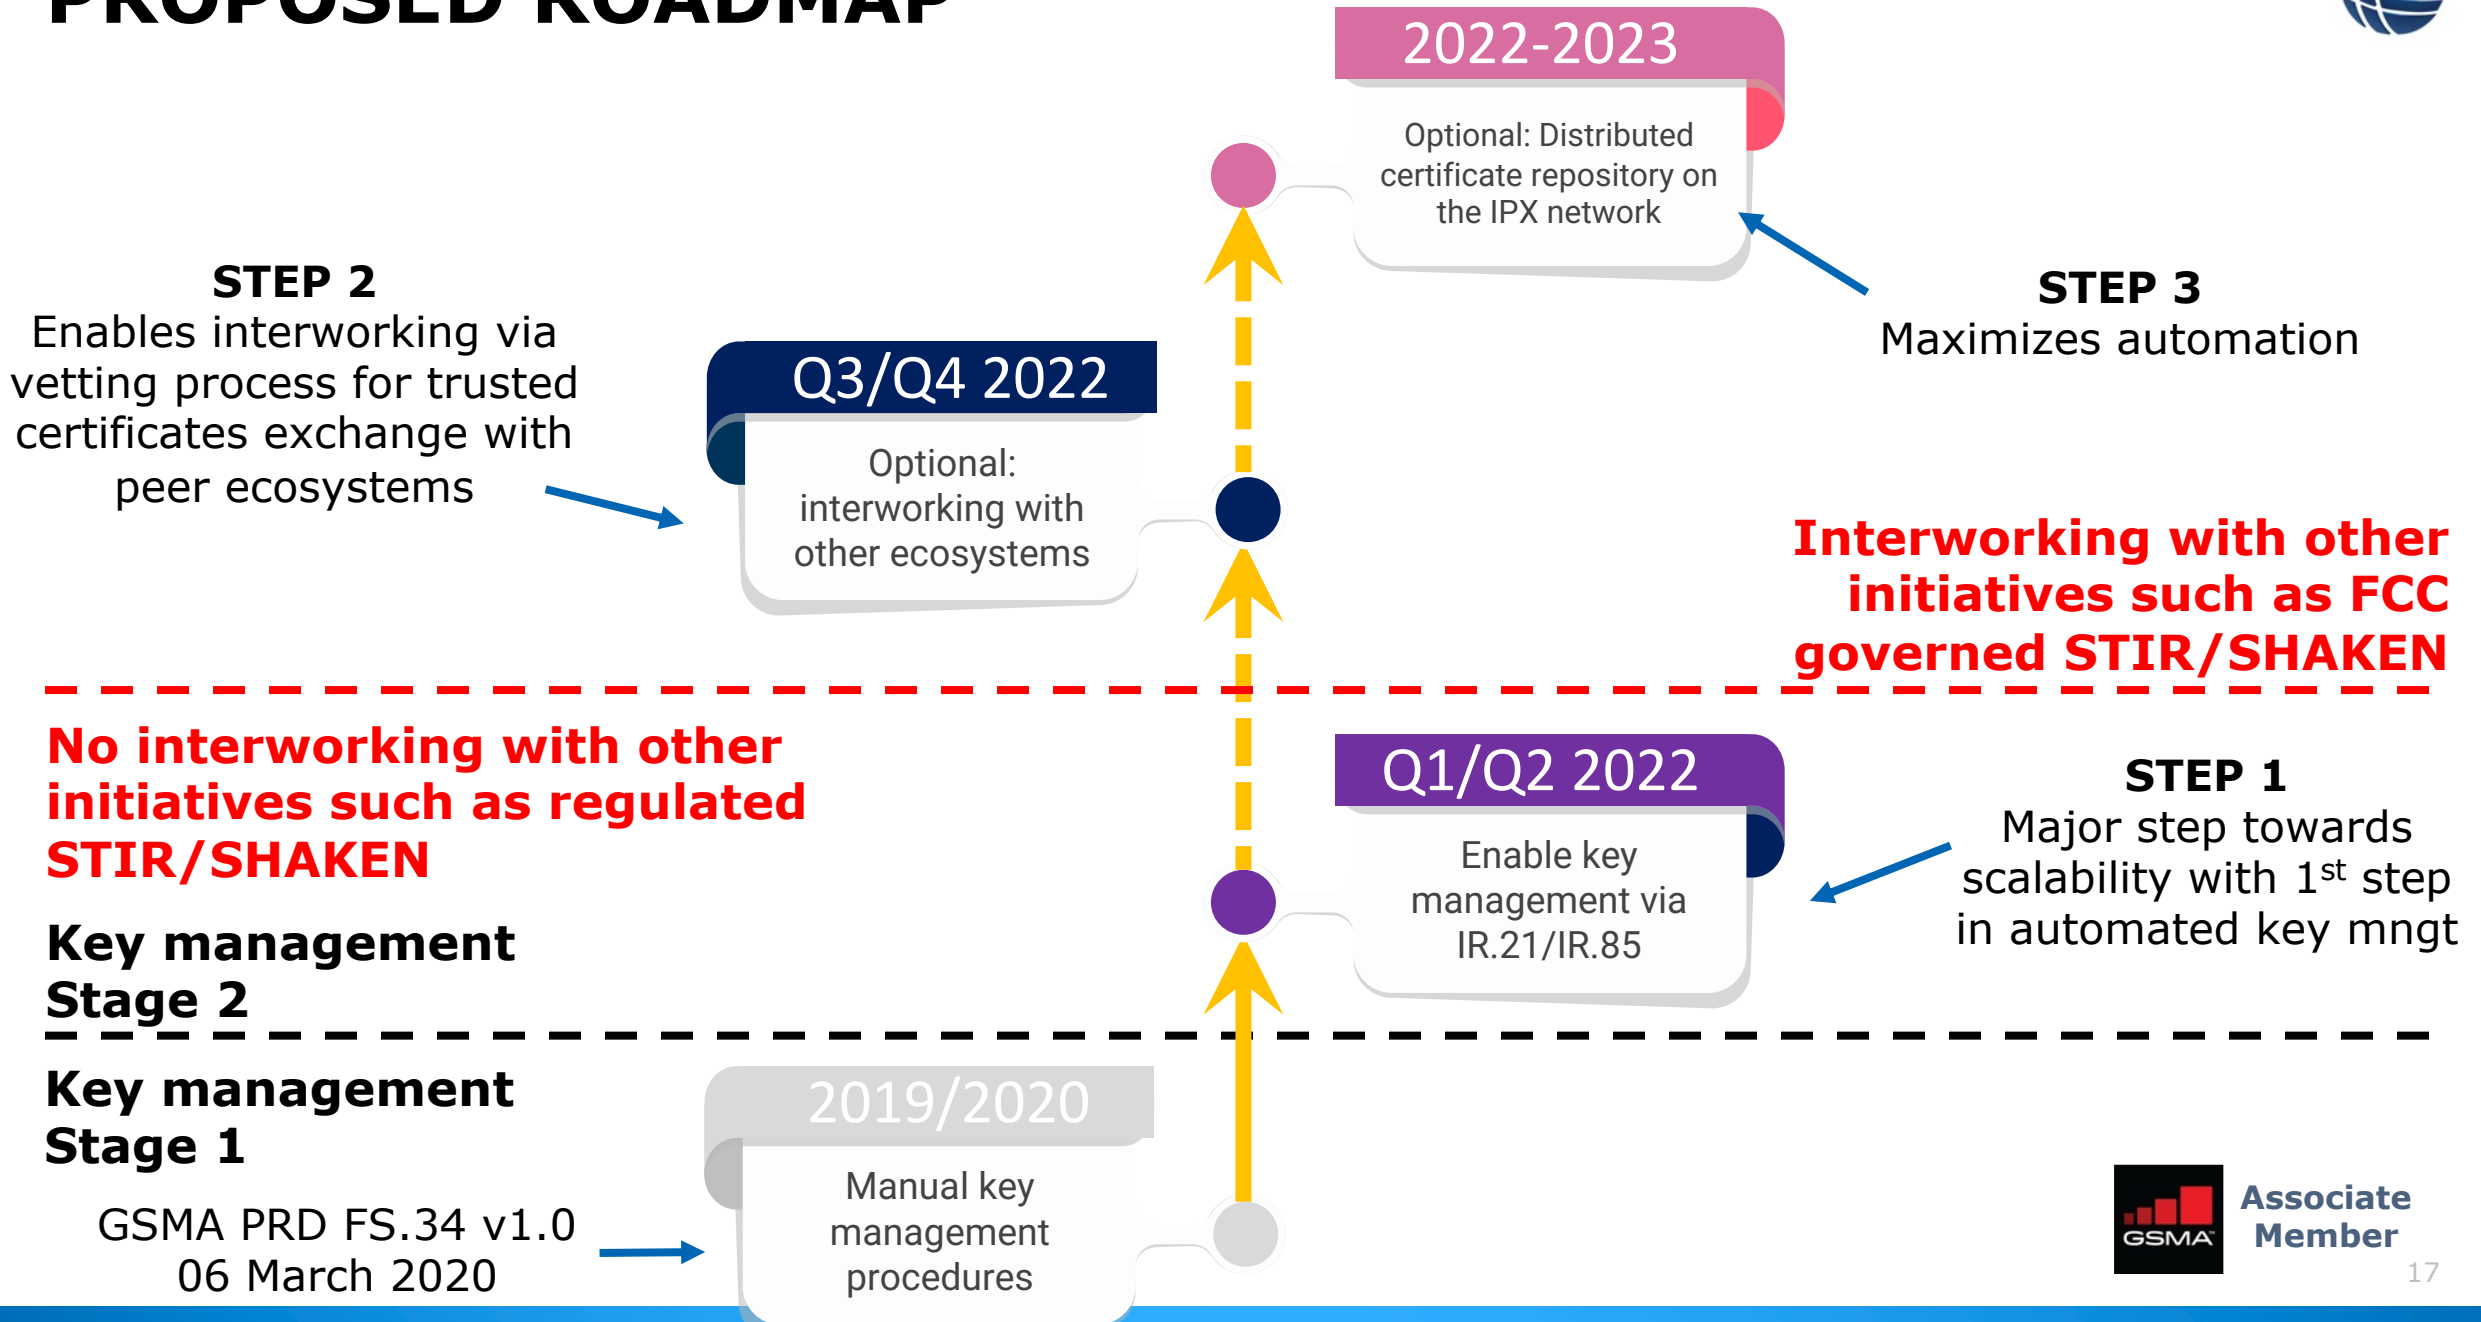 PROPOSED ROADMAP
2022-2023
Optional: Distributed
certificate repository on
the IPX network
STEP 3
Maximizes automation
STEP 2
Enables interworking via
vetting process for trusted
certificates exchange with
peer ecosystems
Q3/Q4 2022
Optional:
interworking with
other ecosystems
Interworking with other
initiatives such as FCC
governed STIR/SHAKEN
No interworking with other
initiatives such as regulated
STIR/SHAKEN
Q1/Q2 2022
Enable key
management via
IR.21/IR.85
STEP 1
Major step towards
scalability with 1st step
in automated key mngt
Key management
Stage 2
Key management
Stage 1
GSMA PRD FS.34 v1.0
06 March 2020
2019/2020
Manual key
management
procedures
GSMA
Associate
Member
17